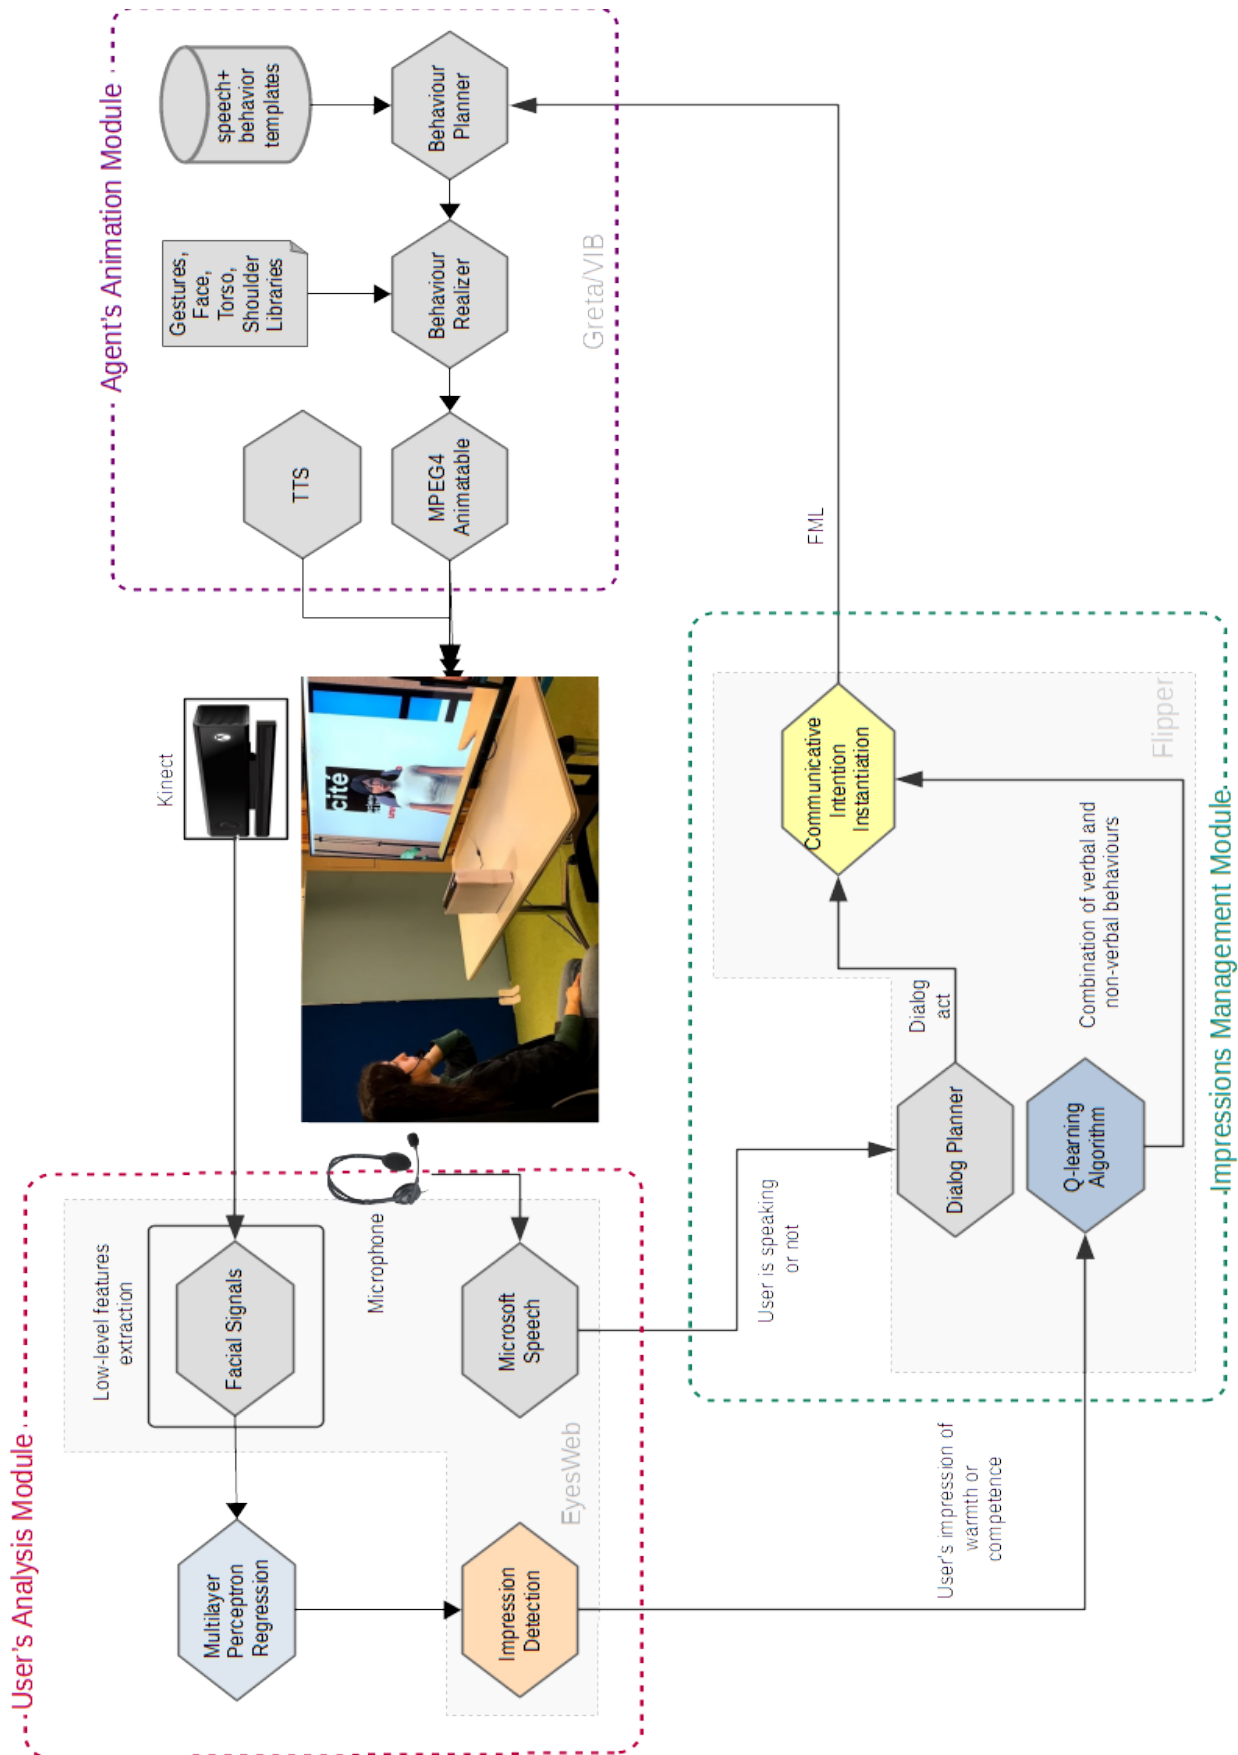 User's Analysis Module
Low-level features
extraction
Facial Signals
Multilayer
Perceptron
Regression
Microphone
Microsoft
Speech
Impression
Detection
EyesWeb
Kinect
cité
Agent's Animation Module
speech+
behavior
templates
Behaviour
Planner
Gestures,
Face,
Torso,
Shoulder
Libraries
Behaviour
Realizer
TTS
MPEG4
Animatable
Greta/VIB
FML
User is speaking
or not
User's impression of
warmth or
competence
Dialog Planner
Dialog
act
Q-learning
Algorithm
Combination of verbal and
non-verbal behaviours
Communicative
Intention
Instantiation
Flipper
Impressions Management Module